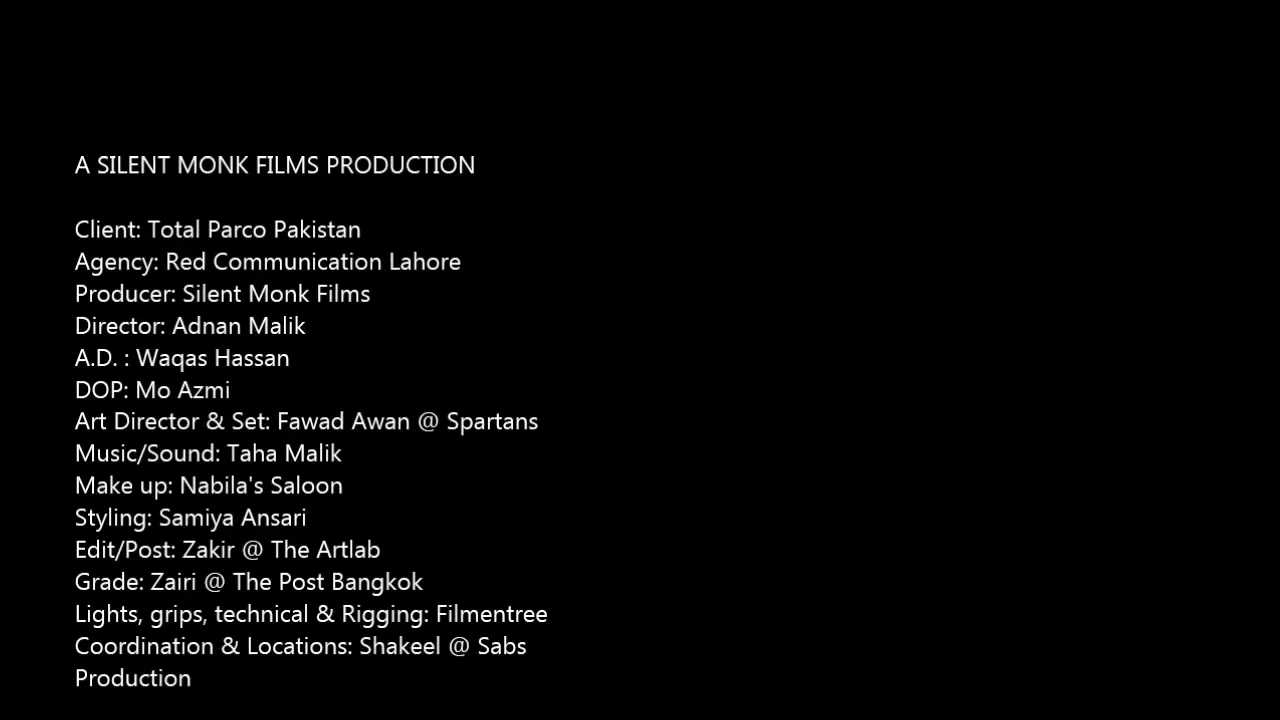 A SILENT MONK FILMS PRODUCTION
Client: Total Parco Pakistan
Agency: Red Communication Lahore
Producer: Silent Monk Films
Director: Adnan Malik
A.D. : Waqas Hassan
DOP: Mo Azmi
Art Director & Set: Fawad Awan @ Spartans
Music/Sound: Taha Malik
Make up: Nabila's Saloon
Styling: Samiya Ansari
Edit/Post: Zakir @ The Artlab
Grade: Zairi @ The Post Bangkok
Lights, grips, technical & Rigging: Filmentree
Coordination & Locations: Shakeel @ Sabs
Production